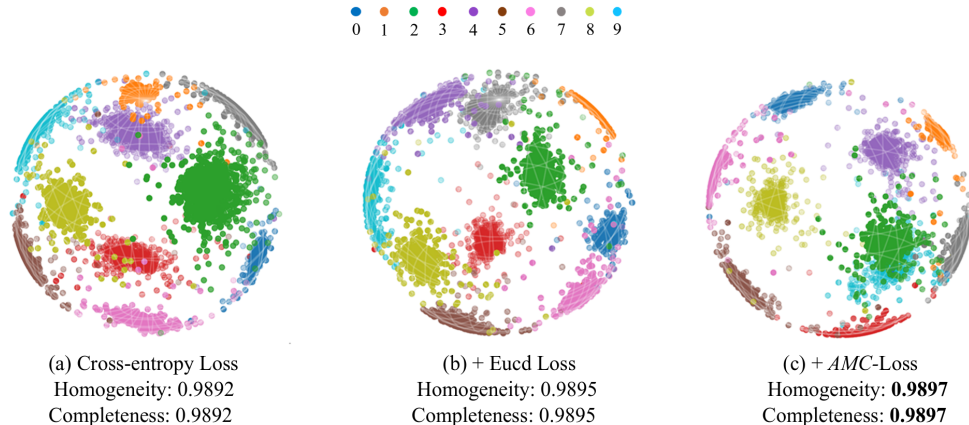 0 1 2 3 4 5 6 7 8 9
(a) Cross-entropy Loss
Homogeneity: 0.9892
Completeness: 0.9892
(b) + Eucd Loss
Homogeneity: 0.9895
Completeness: 0.9895
(c) + AMC-Loss
Homogeneity: 0.9897
Completeness: 0.9897